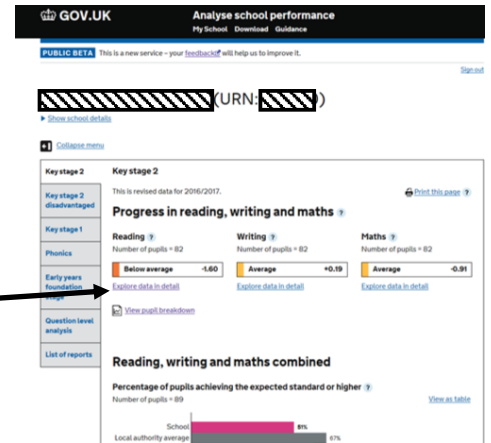 GOV.UK
Analyse school performance
My School Download Guidance
PUBLIC BETA This is a new service – your feedback will help us to improve it.
Sign out
(URN: )
Show school details
Collapse menu
Key stage 2
Key stage 2 disadvantaged
Key stage 1
Phonics
Early years foundation stage
Question level analysis
List of reports
Key stage 2
This is revised data for 2016/2017.
Print this page ?
Progress in reading, writing and maths ?
Reading ? Writing ? Maths ?
Number of pupils = 82 Number of pupils = 82 Number of pupils = 82
Below average -1.60 Average +0.19 Average -0.91
Explore data in detail Explore data in detail Explore data in detail
View pupil breakdown
Reading, writing and maths combined
Percentage of pupils achieving the expected standard or higher ?
Number of pupils = 89 View as table
School 61%
Local authority average 67%